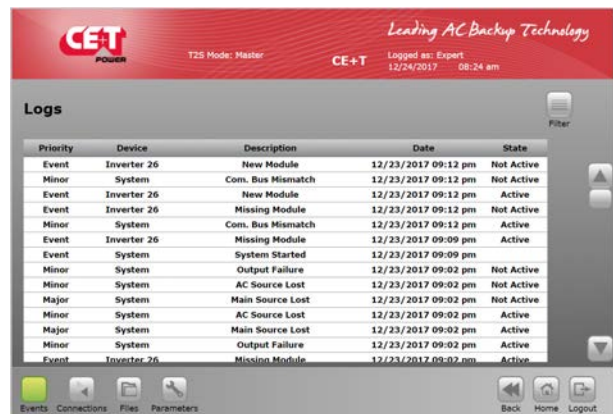 CE+T
POWER
Leading AC Backup Technology
T2S Mode: Master
CE+T
Logged as: Expert
12/24/2017 08:24 am
Logs
Filter
Priority Device Description Date State
Event Inverter 26 New Module 12/23/2017 09:12 pm Not Active
Minor System Com. Bus Mismatch 12/23/2017 09:12 pm Not Active
Event Inverter 26 New Module 12/23/2017 09:12 pm Active
Event Inverter 26 Missing Module 12/23/2017 09:12 pm Not Active
Minor System Com. Bus Mismatch 12/23/2017 09:12 pm Active
Event Inverter 26 Missing Module 12/23/2017 09:09 pm Active
Event System System Started 12/23/2017 09:09 pm
Minor System Output Failure 12/23/2017 09:02 pm Not Active
Minor System AC Source Lost 12/23/2017 09:02 pm Not Active
Major System Main Source Lost 12/23/2017 09:02 pm Not Active
Minor System AC Source Lost 12/23/2017 09:02 pm Active
Major System Main Source Lost 12/23/2017 09:02 pm Active
Minor System Output Failure 12/23/2017 09:02 pm Active
Event Inverter 26 Missing Module 12/23/2017 09:02 pm Active
Events Connections Files Parameters Back Home Logout